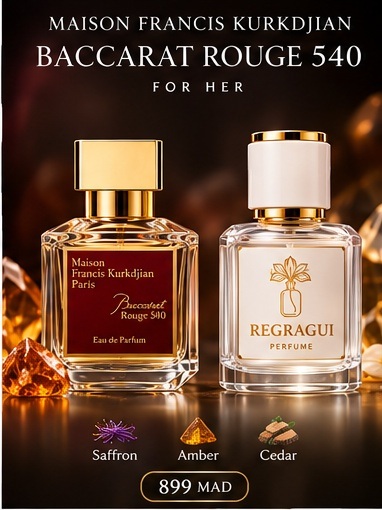 MAISON FRANCIS KURKDJIAN
BACCARAT ROUGE 540
FOR HER
Maison
Francis Kurkdjian
Paris
Baccarat
Rouge 540
Eau de Parfum
REGRAGUI
PERFUME
Saffron
Amber
Cedar
899 MAD